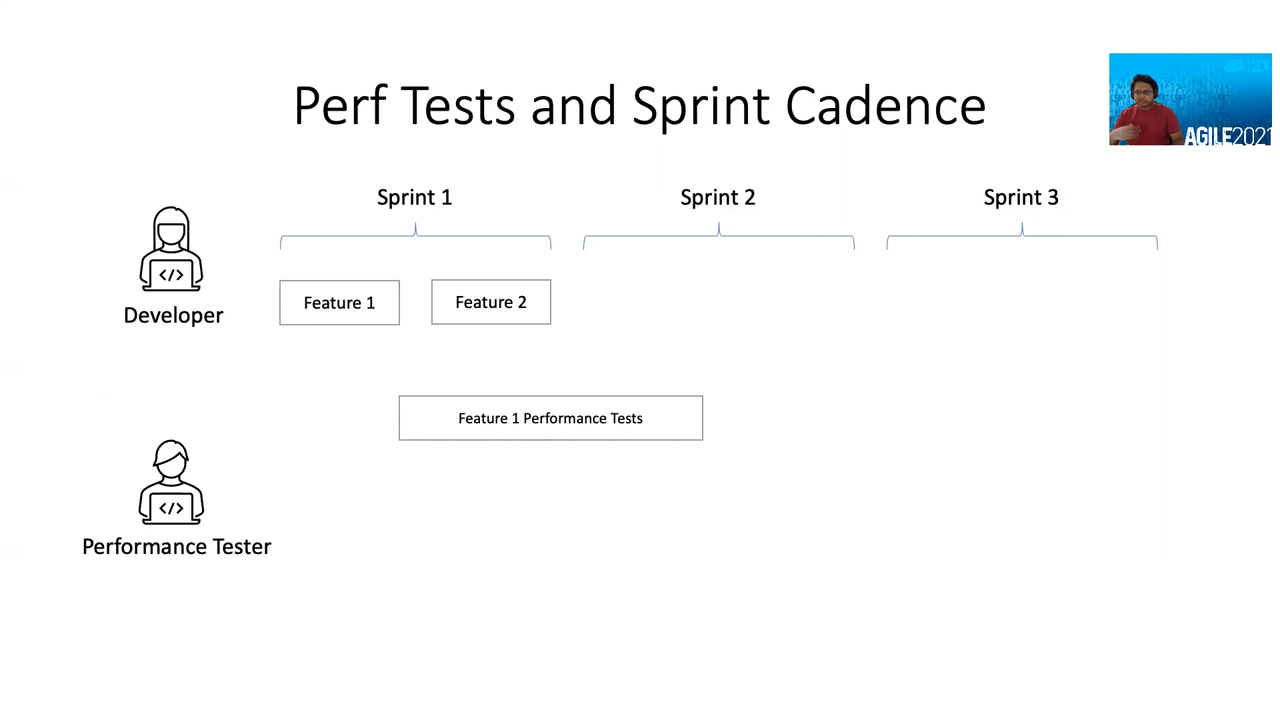 Perf Tests and Sprint Cadence
AGILE2021
Sprint 1
Sprint 2
Sprint 3
</>
Developer
Feature 1
Feature 2
Feature 1 Performance Tests
</>
Performance Tester